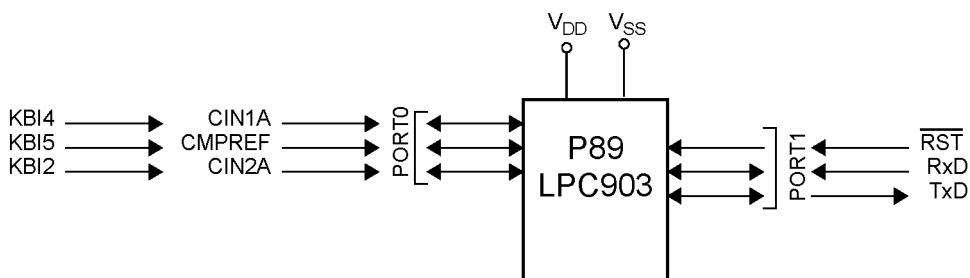 VDD VSS
KBI4 CIN1A
KBI5 CMPREF
KBI2 CIN2A
PORT0
P89
LPC903
PORT1
RST
RxD
TxD